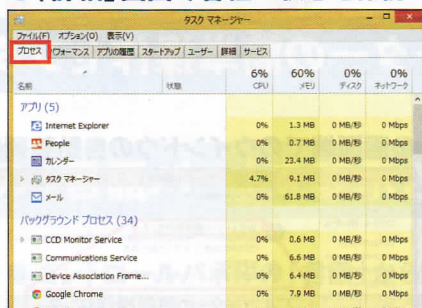 タスク マネージャー
ファイル(F) オプション(O) 表示(V)
プロセス パフォーマンス アプリの履歴 スタートアップ ユーザー 詳細 サービス
6% 60% 0% 0%
名前 状態 CPU メモリ ディスク ネットワーク
アプリ (5)
Internet Explorer 0% 1.3 MB 0 MB/秒 0 Mbps
People 0% 0.7 MB 0 MB/秒 0 Mbps
カレンダー 0% 23.4 MB 0 MB/秒 0 Mbps
タスク マネージャー 4.7% 9.1 MB 0 MB/秒 0 Mbps
メール 0% 61.8 MB 0 MB/秒 0 Mbps
バックグラウンド プロセス (34)
CCD Monitor Service 0% 0.6 MB 0 MB/秒 0 Mbps
Communications Service 0% 6.6 MB 0 MB/秒 0 Mbps
Device Association Frame... 0% 6.4 MB 0 MB/秒 0 Mbps
Google Chrome 0% 7.9 MB 0 MB/秒 0 Mbps